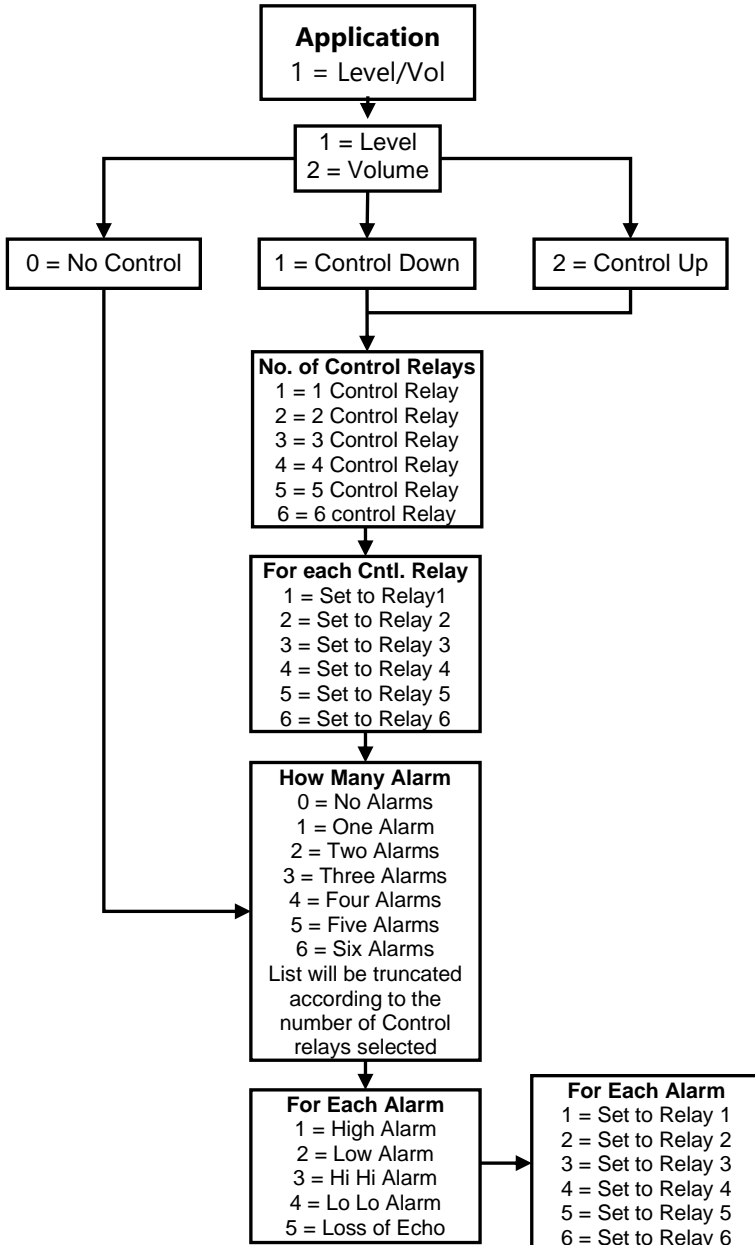 Application
1 = Level/Vol
1 = Level
2 = Volume
0 = No Control
1 = Control Down
2 = Control Up
No. of Control Relays
1 = 1 Control Relay
2 = 2 Control Relay
3 = 3 Control Relay
4 = 4 Control Relay
5 = 5 Control Relay
6 = 6 control Relay
For each Cntl. Relay
1 = Set to Relay1
2 = Set to Relay 2
3 = Set to Relay 3
4 = Set to Relay 4
5 = Set to Relay 5
6 = Set to Relay 6
How Many Alarm
0 = No Alarms
1 = One Alarm
2 = Two Alarms
3 = Three Alarms
4 = Four Alarms
5 = Five Alarms
6 = Six Alarms
List will be truncated
according to the
number of Control
relays selected
For Each Alarm
1 = High Alarm
2 = Low Alarm
3 = Hi Hi Alarm
4 = Lo Lo Alarm
5 = Loss of Echo
For Each Alarm
1 = Set to Relay 1
2 = Set to Relay 2
3 = Set to Relay 3
4 = Set to Relay 4
5 = Set to Relay 5
6 = Set to Relay 6